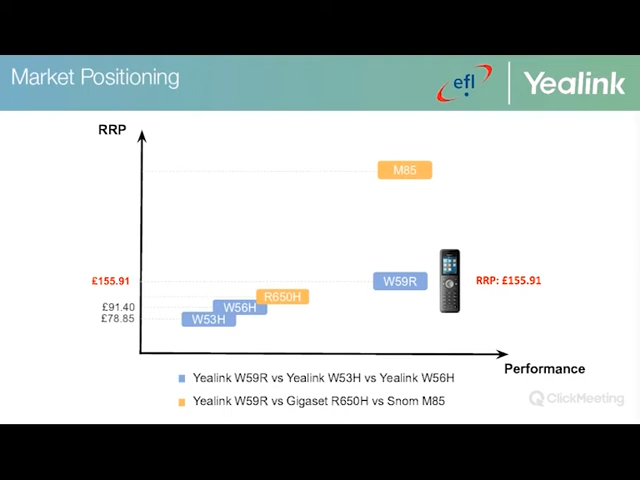 Market Positioning
efl
Yealink
RRP
M85
£155.91
W59R
RRP: £155.91
R650H
£91.40
W56H
£78.85
W53H
Performance
Yealink W59R vs Yealink W53H vs Yealink W56H
Yealink W59R vs Gigaset R650H vs Snom M85
ClickMeeting